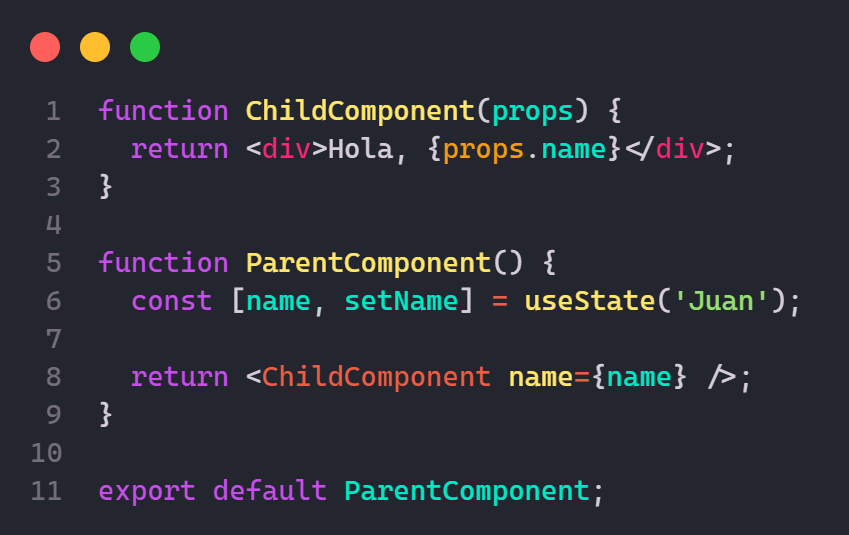 1 function ChildComponent(props) {
2   return <div>Hola, {props.name}</div>;
3 }
4
5 function ParentComponent() {
6   const [name, setName] = useState('Juan');
7
8   return <ChildComponent name={name} />;
9 }
10
11 export default ParentComponent;